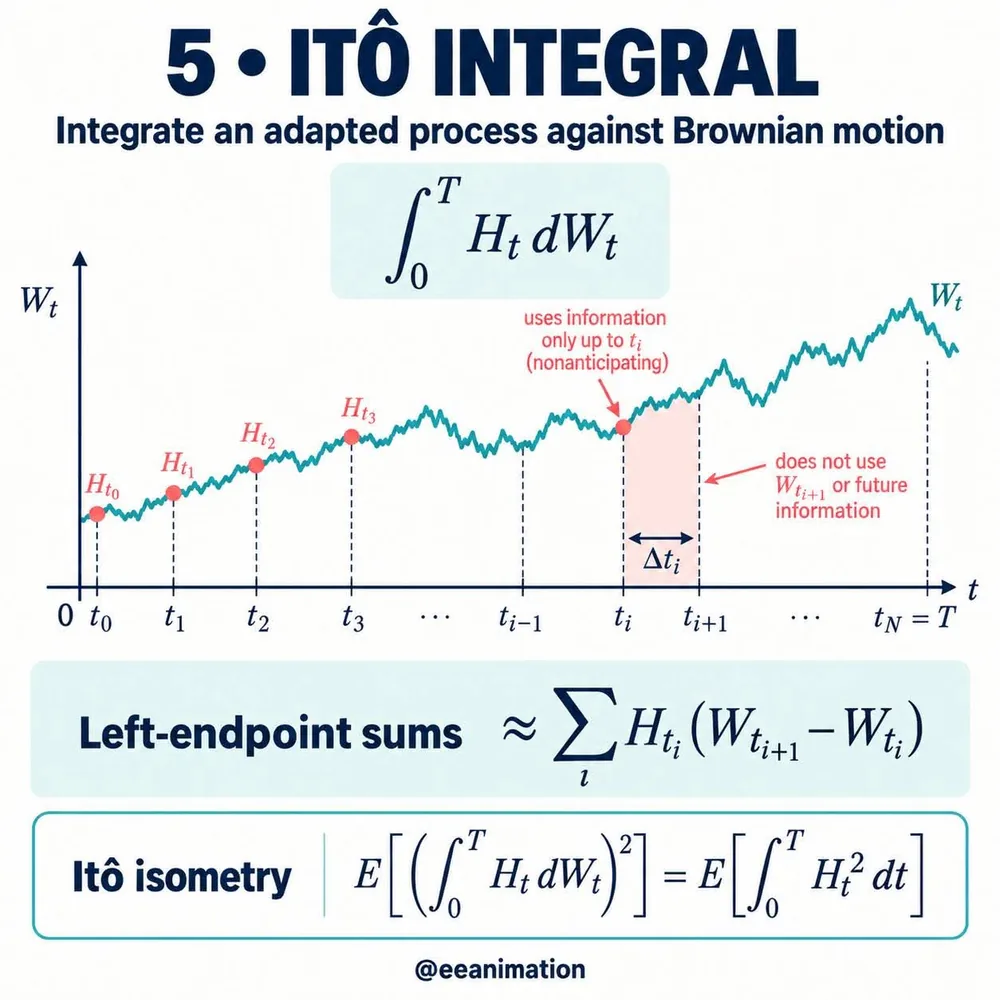 5 • ITÔ INTEGRAL
Integrate an adapted process against Brownian motion
∫₀ᵀ Hₜ dWₜ
Wₜ
Wₜ
uses information
only up to tᵢ
(nonanticipating)
H_{t₀}
H_{t₁}
H_{t₂}
H_{t₃}
does not use
W_{tᵢ₊₁} or future
information
Δtᵢ
0 t₀ t₁ t₂ t₃ ⋯ tᵢ₋₁ tᵢ tᵢ₊₁ ⋯ t_N = T t
Left-endpoint sums ≈ ∑ᵢ H_{tᵢ}(W_{tᵢ₊₁} − W_{tᵢ})
Itô isometry E[(∫₀ᵀ Hₜ dWₜ)²] = E[∫₀ᵀ Hₜ² dt]
@eeanimation